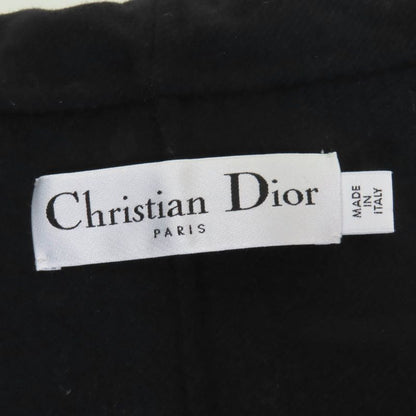 Christian Dior
PARIS
MADE
IN
ITALY